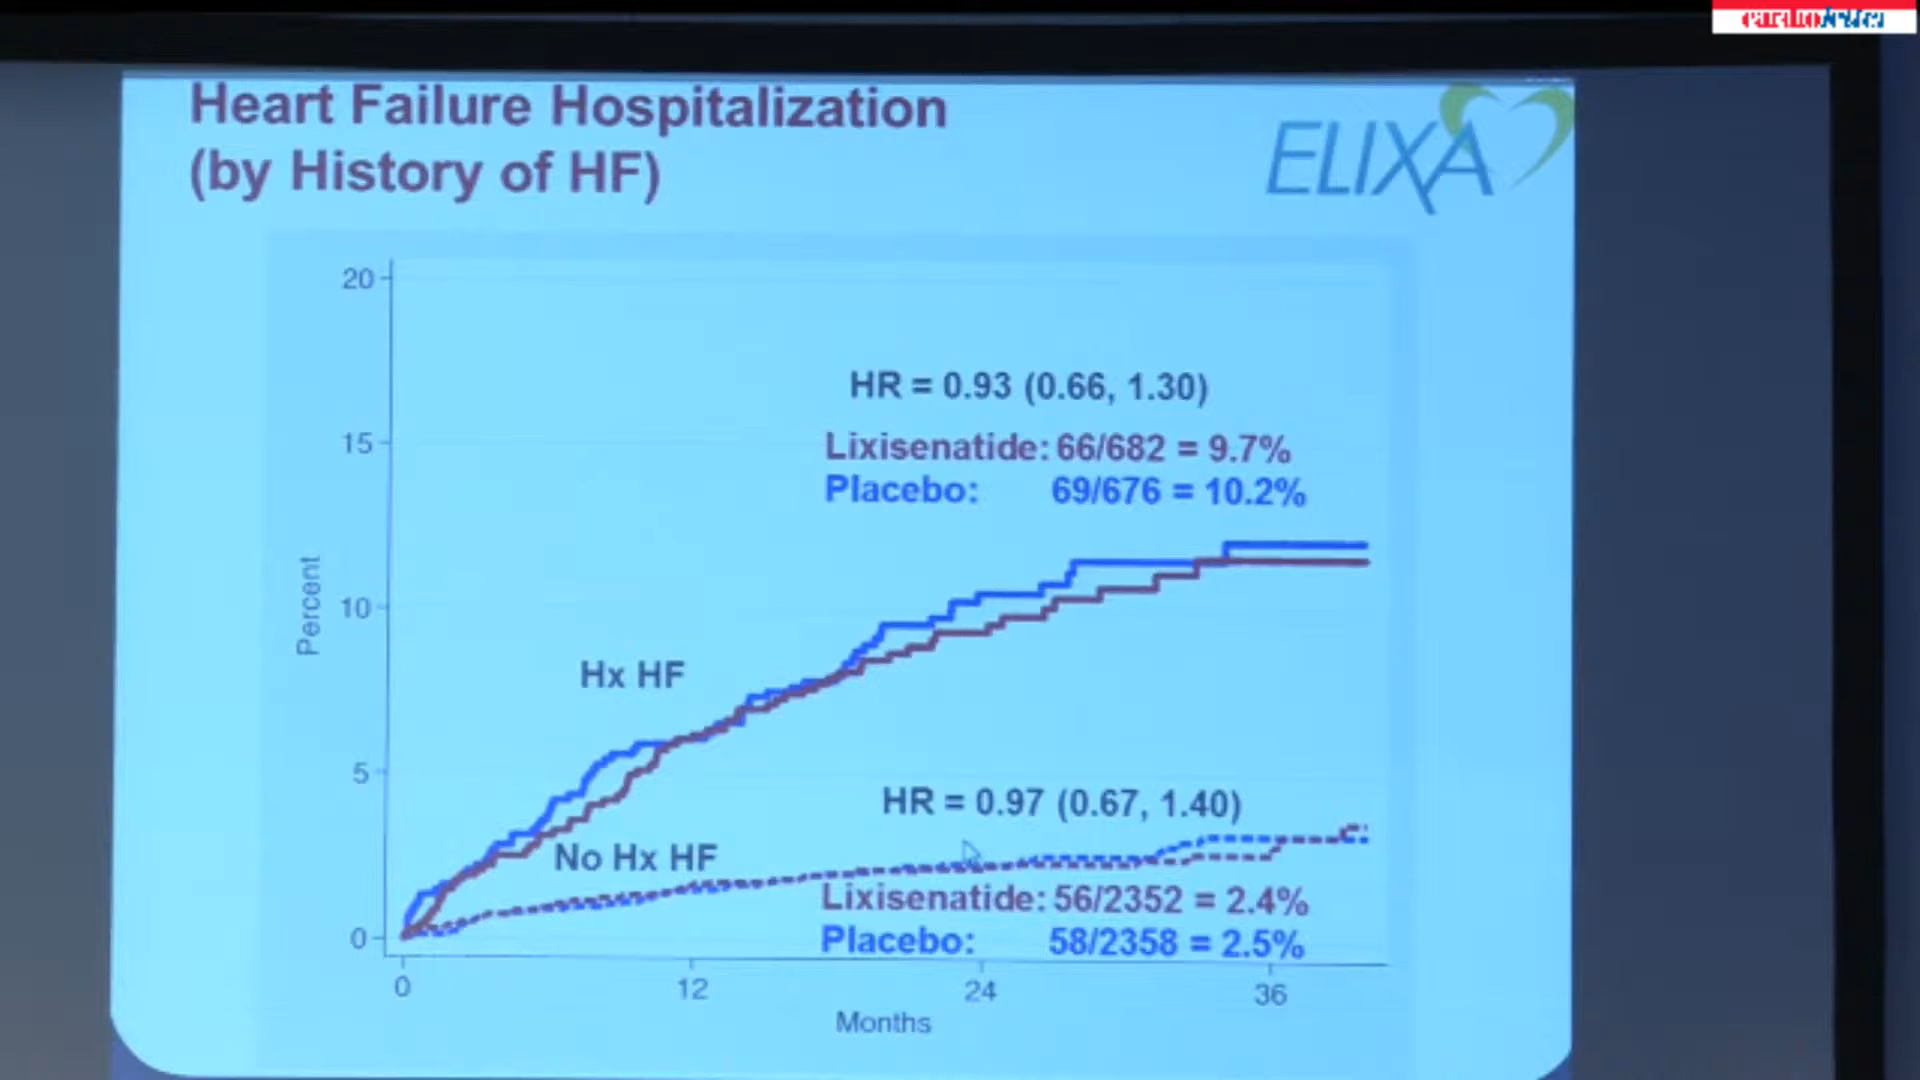 Heart Failure Hospitalization
(by History of HF)
ELIXA
20
15
10
5
0
Percent
HR = 0.93 (0.66, 1.30)
Lixisenatide: 66/682 = 9.7%
Placebo: 69/676 = 10.2%
Hx HF
HR = 0.97 (0.67, 1.40)
No Hx HF
Lixisenatide: 56/2352 = 2.4%
Placebo: 58/2358 = 2.5%
0
12
24
36
Months